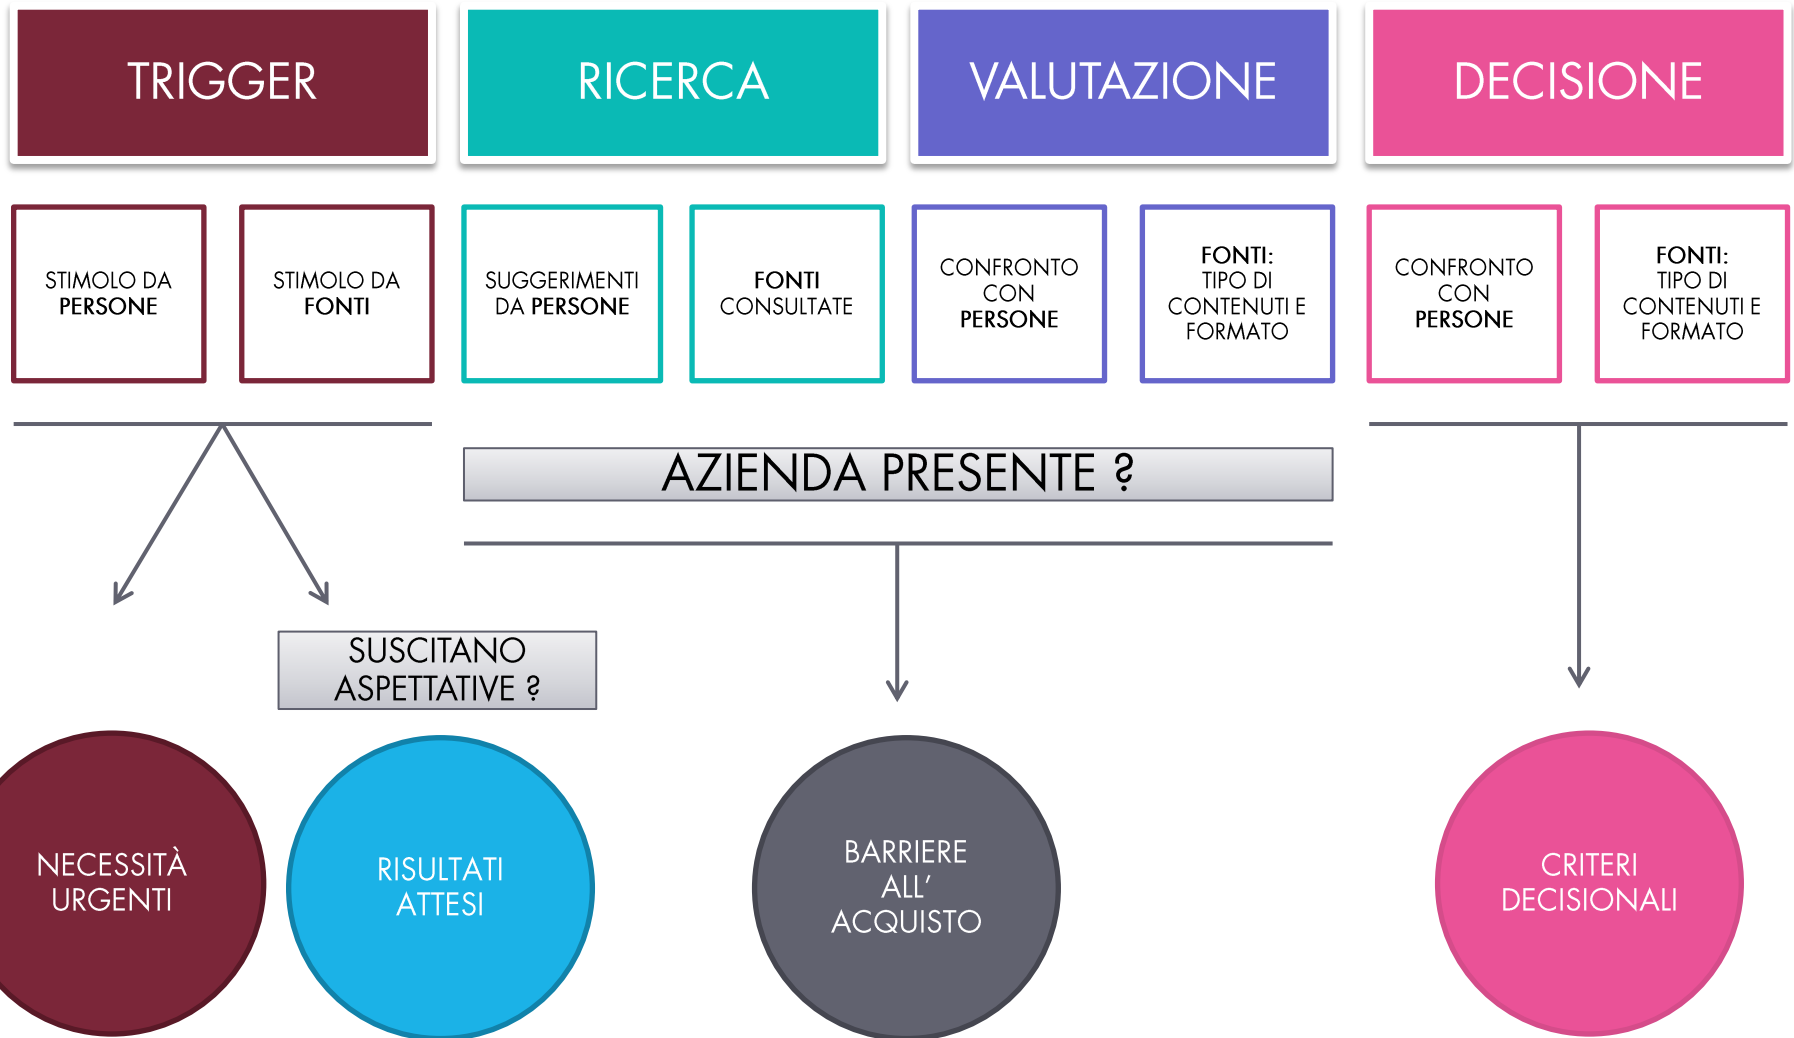 TRIGGER
RICERCA
VALUTAZIONE
DECISIONE
STIMOLO DA
PERSONE
STIMOLO DA
FONTI
SUGGERIMENTI
DA PERSONE
FONTI
CONSULTATE
CONFRONTO
CON
PERSONE
FONTI:
TIPO DI
CONTENUTI E
FORMATO
CONFRONTO
CON
PERSONE
FONTI:
TIPO DI
CONTENUTI E
FORMATO
AZIENDA PRESENTE ?
SUSCITANO
ASPETTATIVE ?
NECESSITÀ
URGENTI
RISULTATI
ATTESI
BARRIERE
ALL’
ACQUISTO
CRITERI
DECISIONALI